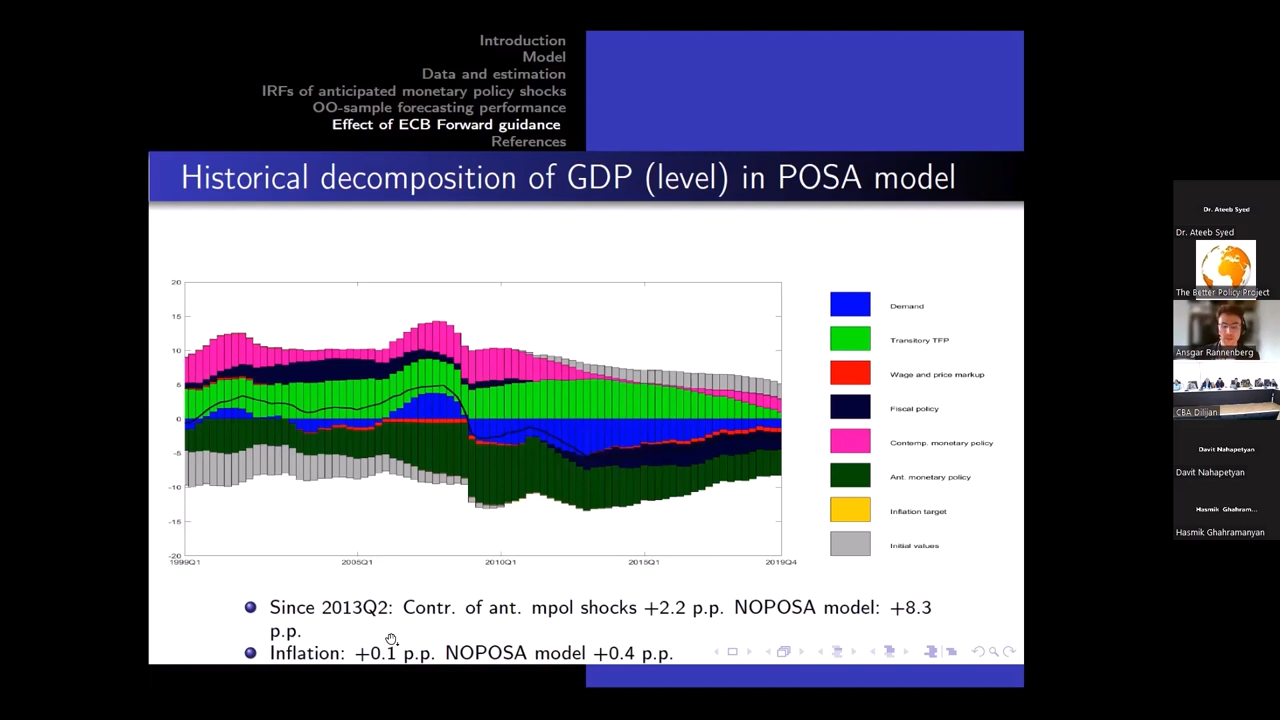 Introduction
Model
Data and estimation
IRFs of anticipated monetary policy shocks
OO-sample forecasting performance
Effect of ECB Forward guidance
References
Historical decomposition of GDP (level) in POSA model
20
15
10
5
0
-5
-10
-15
-20
1999Q1
2005Q1
2010Q1
2015Q1
2019Q4
Demand
Transitory TFP
Wage and price markup
Fiscal policy
Contemp. monetary policy
Ant. monetary policy
Inflation target
Initial values
Since 2013Q2: Contr. of ant. mpol shocks +2.2 p.p. NOPOSA model: +8.3
p.p.
Inflation: +0.1 p.p. NOPOSA model +0.4 p.p.
Dr. Ateeb Syed
Dr. Ateeb Syed
The Better Policy Project
Ansgar Rannenberg
CBA Dilijan
Davit Nahapetyan
Davit Nahapetyan
Hasmik Ghahram...
Hasmik Ghahramanyan